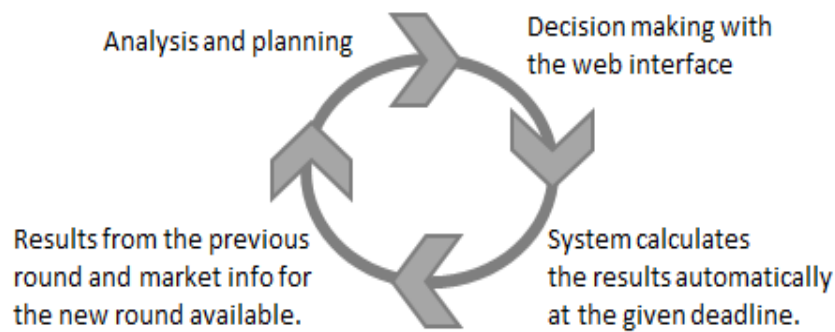 Analysis and planning
Decision making with
the web interface
System calculates
the results automatically
at the given deadline.
Results from the previous
round and market info for
the new round available.